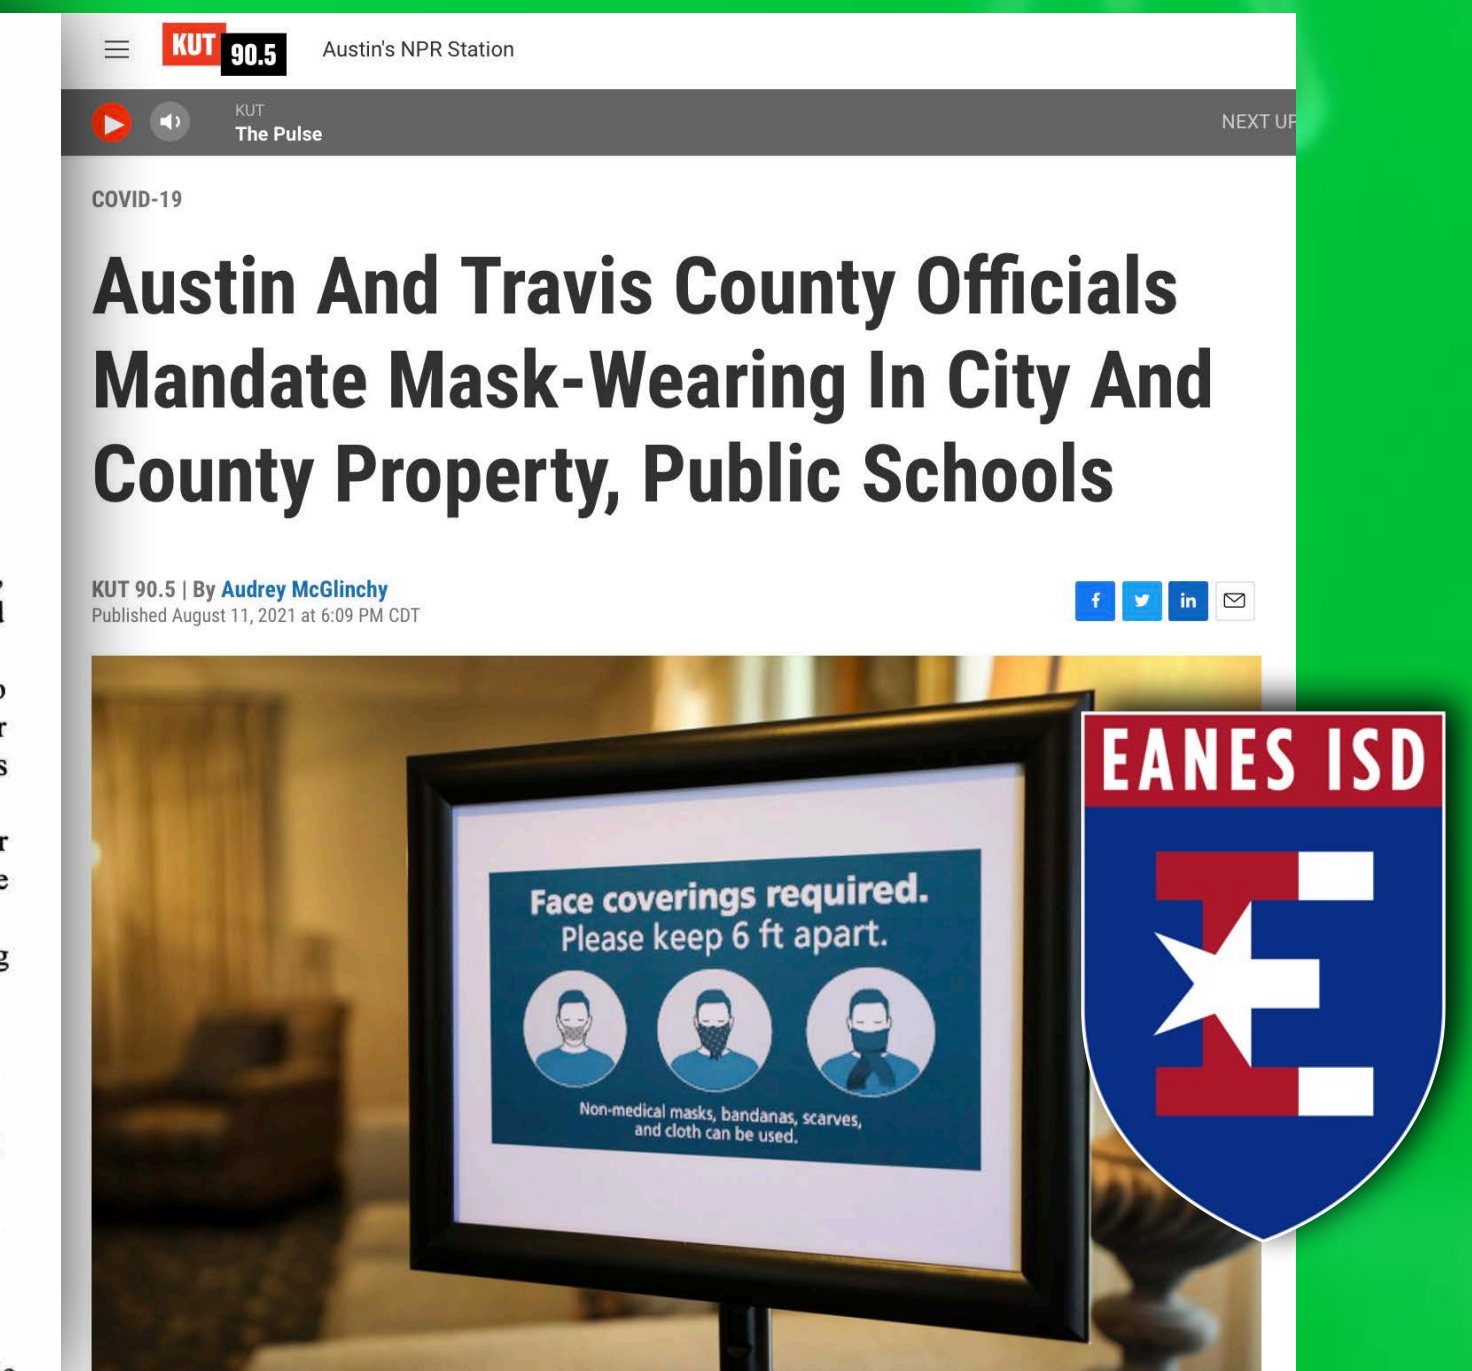 KUT 90.5 Austin's NPR Station
KUT
The Pulse
NEXT UP
COVID-19
Austin And Travis County Officials
Mandate Mask-Wearing In City And
County Property, Public Schools
KUT 90.5 | By Audrey McGlinchy
Published August 11, 2021 at 6:09 PM CDT
f in
Face coverings required.
Please keep 6 ft apart.
Non-medical masks, bandanas, scarves,
and cloth can be used.
EANES ISD
E